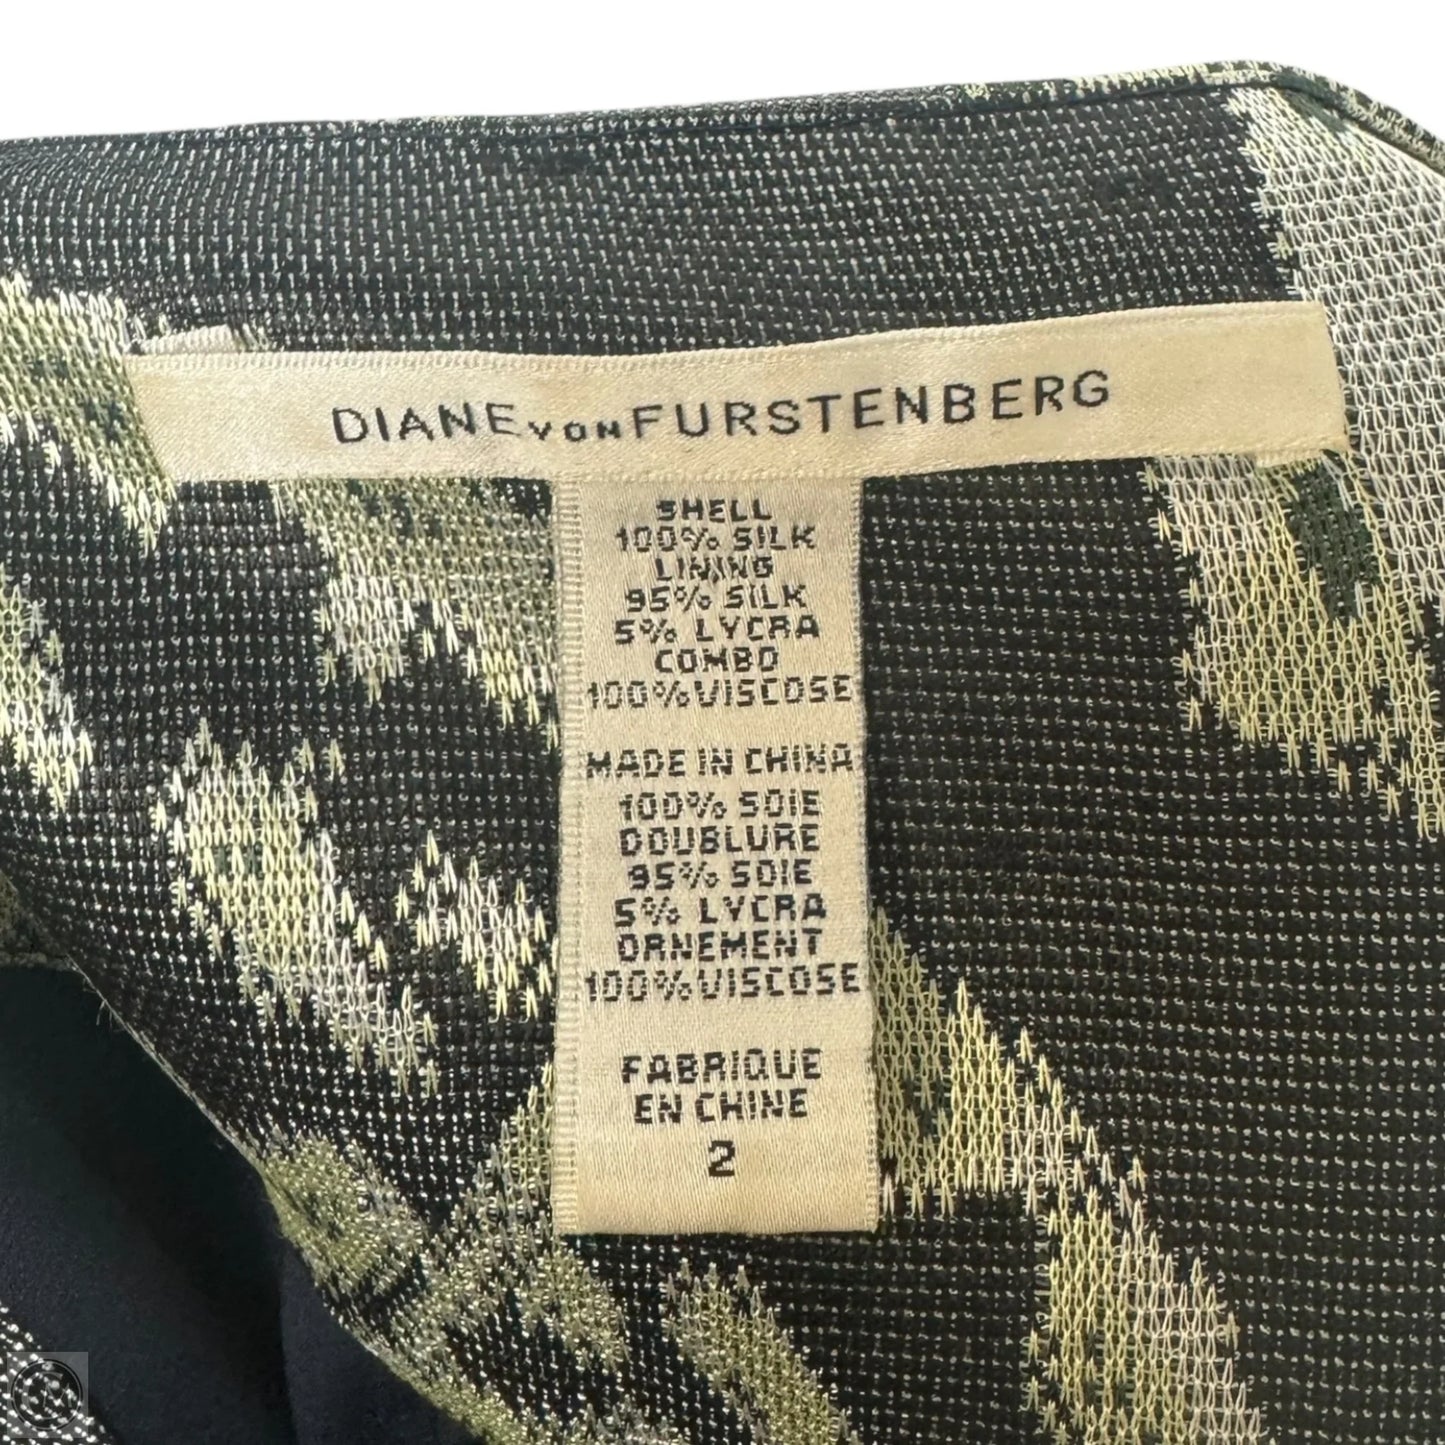 DIANE VON FURSTENBERG
SHELL
100% SILK
LINING
95% SILK
5% LYCRA
COMBO
100% VISCOSE
MADE IN CHINA
100% SOIE
DOUBLURE
95% SOIE
5% LYCRA
ORNEMENT
100% VISCOSE
FABRIQUE
EN CHINE
2